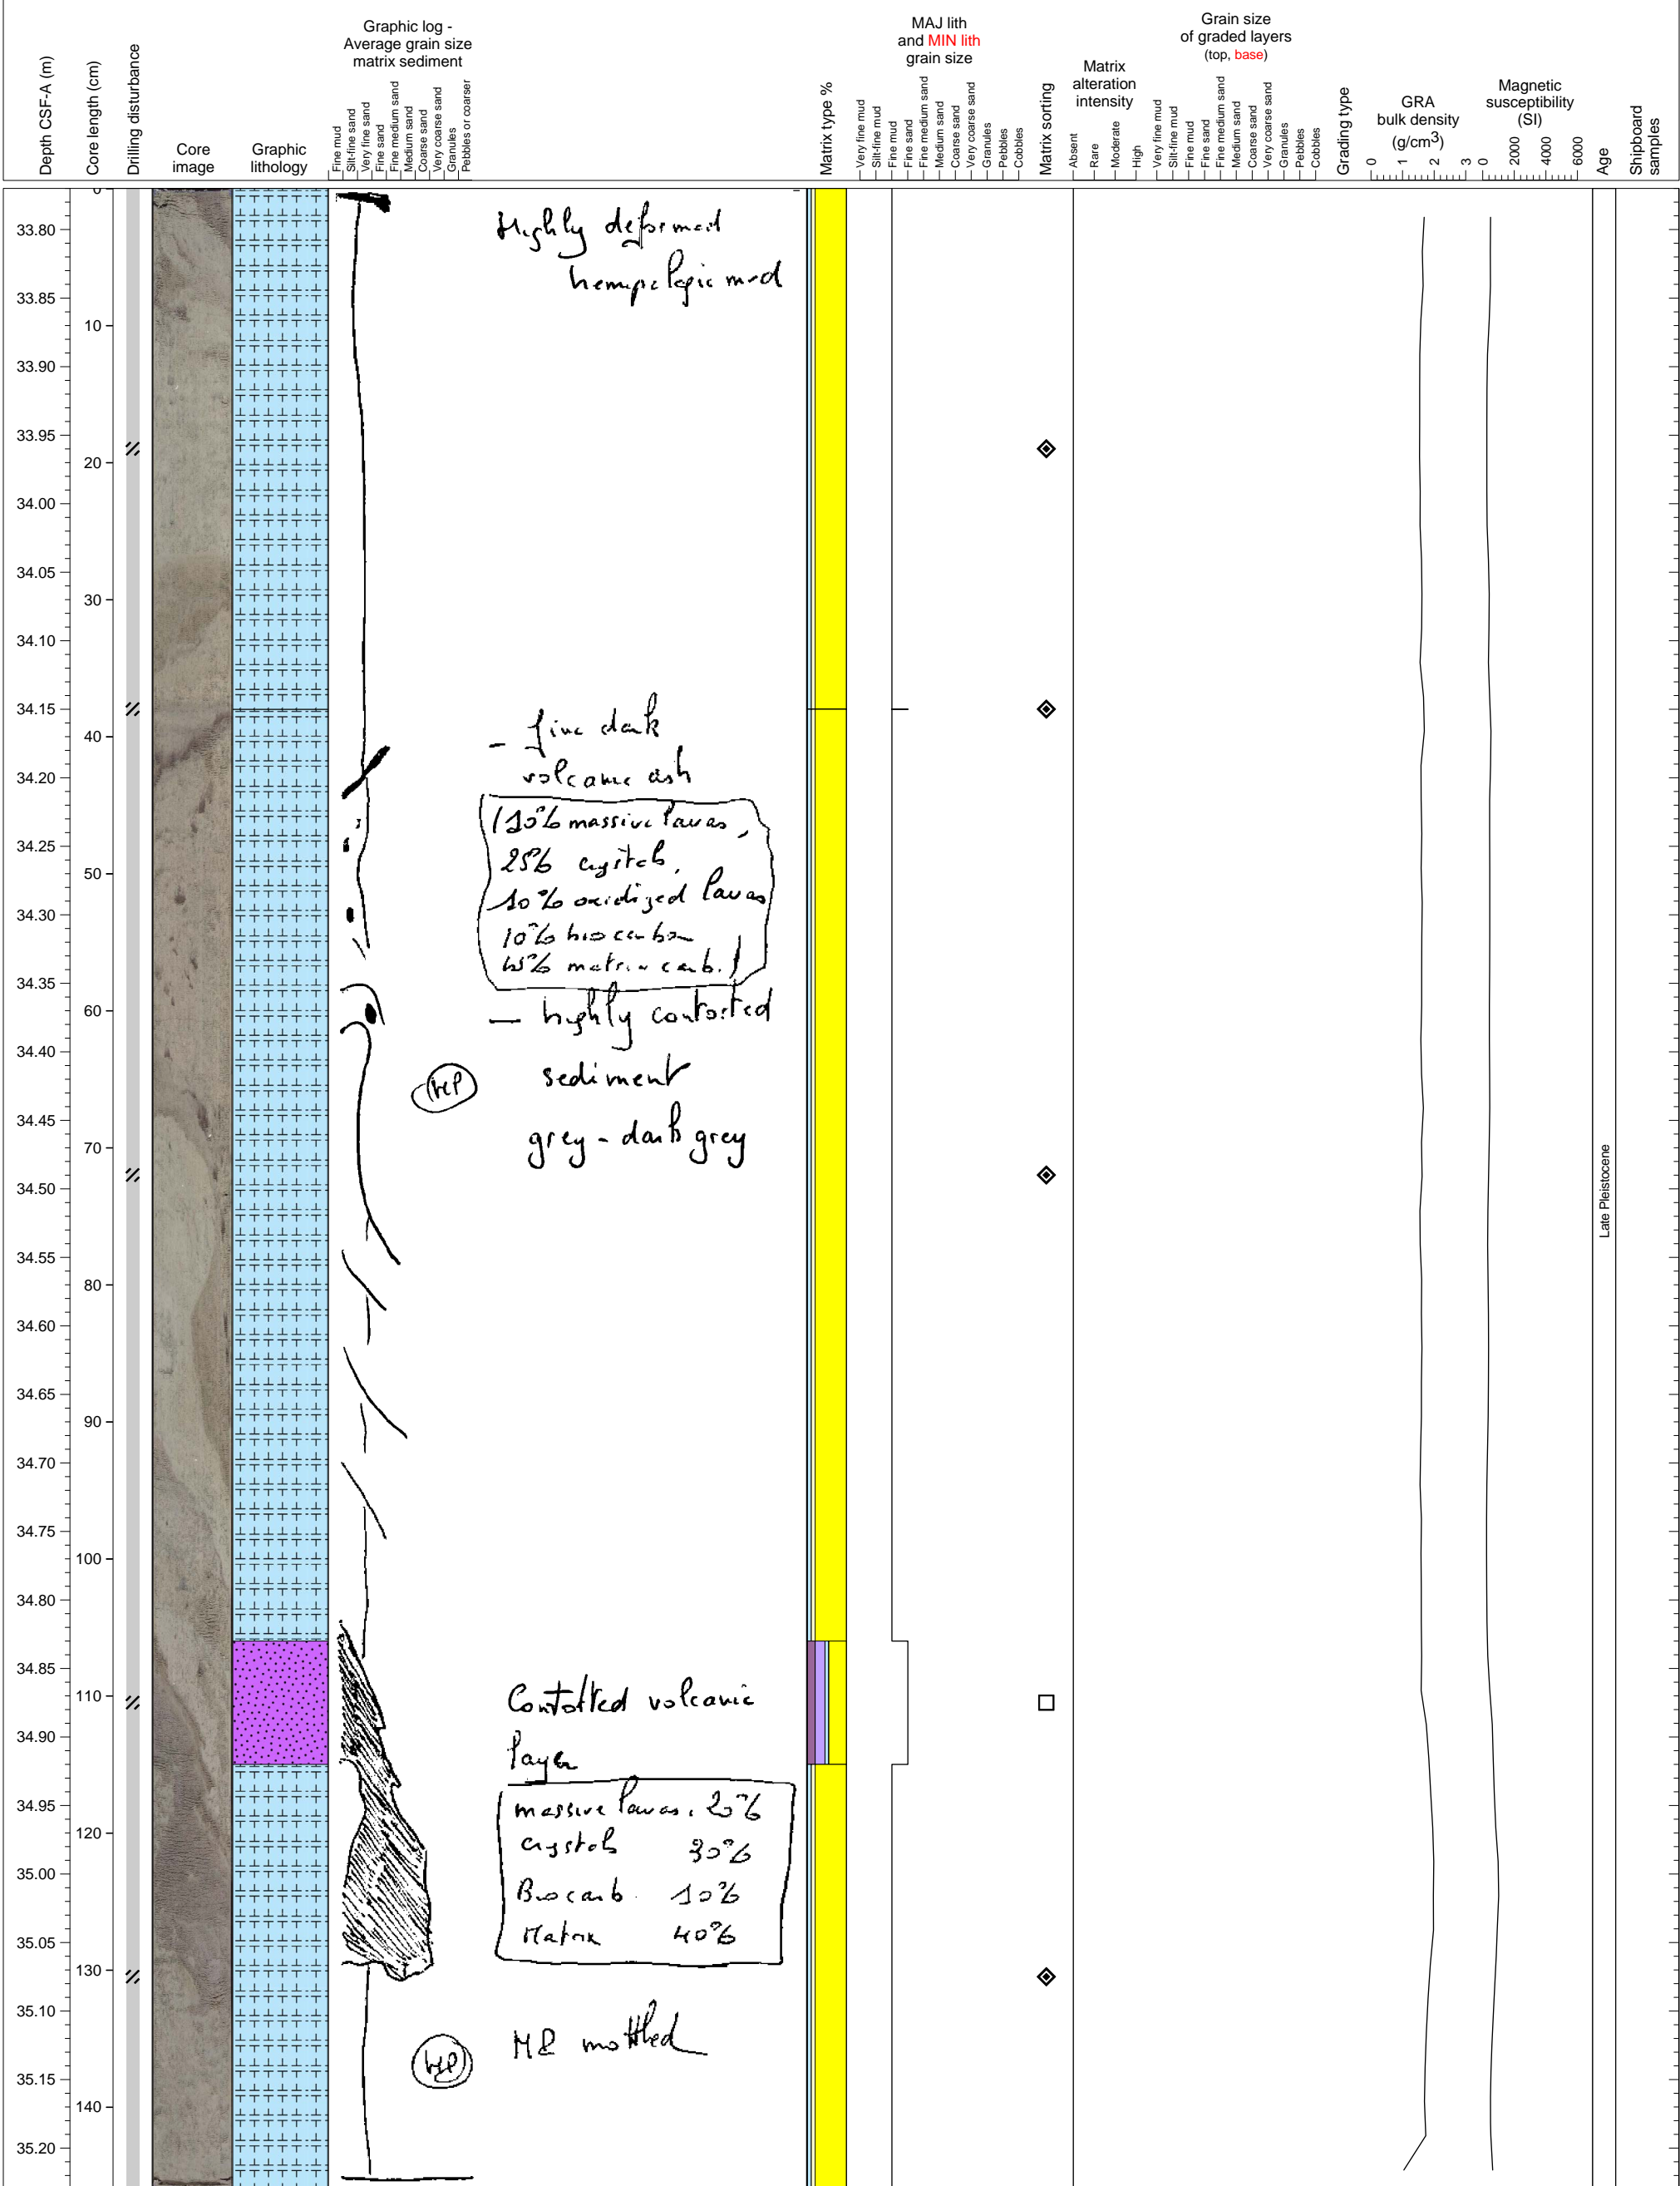 Depth CSF-A (m)
Core length (cm)
Drilling disturbance
Core
image
Graphic
lithology
Graphic log -
Average grain size
matrix sediment
Fine mud
Silt-fine sand
Very fine sand
Fine sand
Fine medium sand
Medium sand
Coarse sand
Very coarse sand
Granules
Pebbles or coarser
Matrix type %
MAJ lith
and MIN lith
grain size
Very fine mud
Silt-fine mud
Fine mud
Fine sand
Fine medium sand
Medium sand
Coarse sand
Very coarse sand
Granules
Pebbles
Cobbles
Matrix sorting
Matrix
alteration
intensity
Absent
Rare
Moderate
High
Grain size
of graded layers
(top, base)
Very fine mud
Silt-fine mud
Fine mud
Fine sand
Fine medium sand
Medium sand
Coarse sand
Very coarse sand
Granules
Pebbles
Cobbles
Grading type
GRA
bulk density
(g/cm3)
0 1 2 3
Magnetic
susceptibility
(SI)
0 2000 4000 6000
Age
Shipboard
samples
33.80
33.85
33.90
33.95
34.00
34.05
34.10
34.15
34.20
34.25
34.30
34.35
34.40
34.45
34.50
34.55
34.60
34.65
34.70
34.75
34.80
34.85
34.90
34.95
35.00
35.05
35.10
35.15
35.20
0
10
20
30
40
50
60
70
80
90
100
110
120
130
140
Highly deformed
hemipelagic mud
- fine dark
volcanic ash
(10% massive lavas,
25% crystals,
10% oxidized lavas
10% biocarbon
matrix carb.)
- highly contorted
sediment
grey - dark grey
HP
Contorted volcanic
layer
massive lavas. 20%
crystals 30%
Biocarb. 10%
Matrix 40%
HP mottled
HP
Late Pleistocene